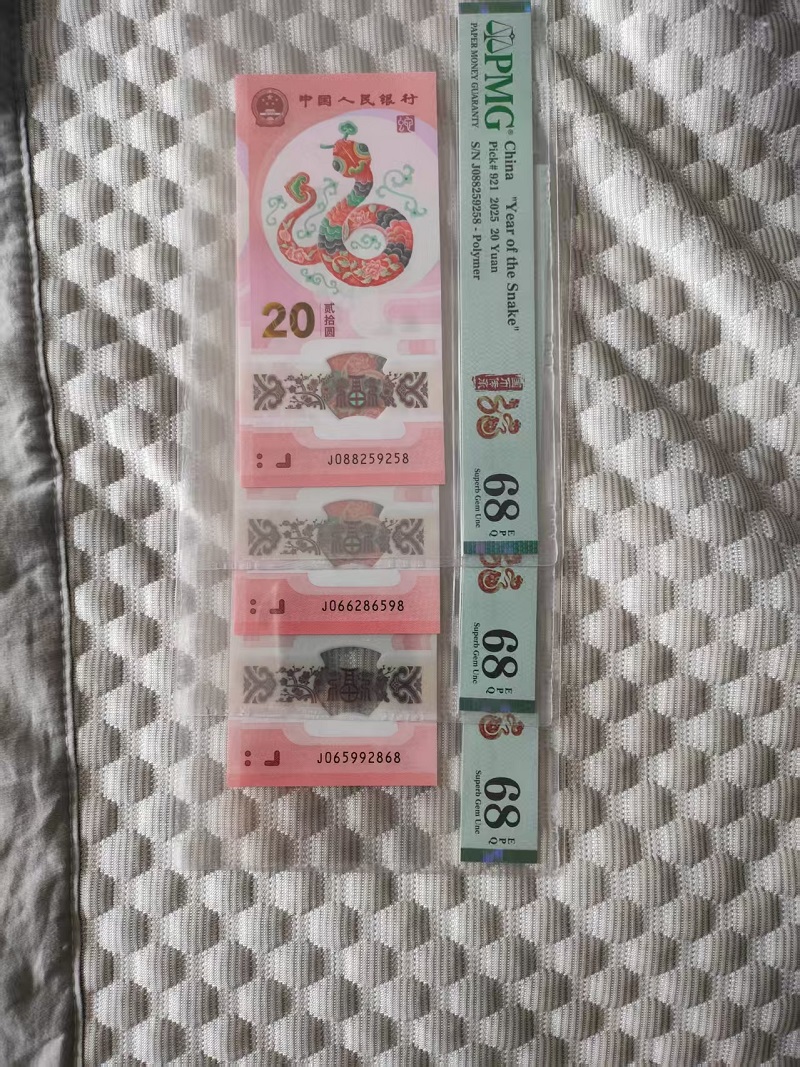 中国人民银行
20
贰拾圆
J088259258
J066286598
J065992868
PMG®
PAPER MONEY GUARANTY
China "Year of the Snake"
Pick# 921 2025 20 Yuan
S/N J088259258 - Polymer
68 EPQ
Superb Gem Unc
68 EPQ
Superb Gem Unc
68 EPQ
Superb Gem Unc